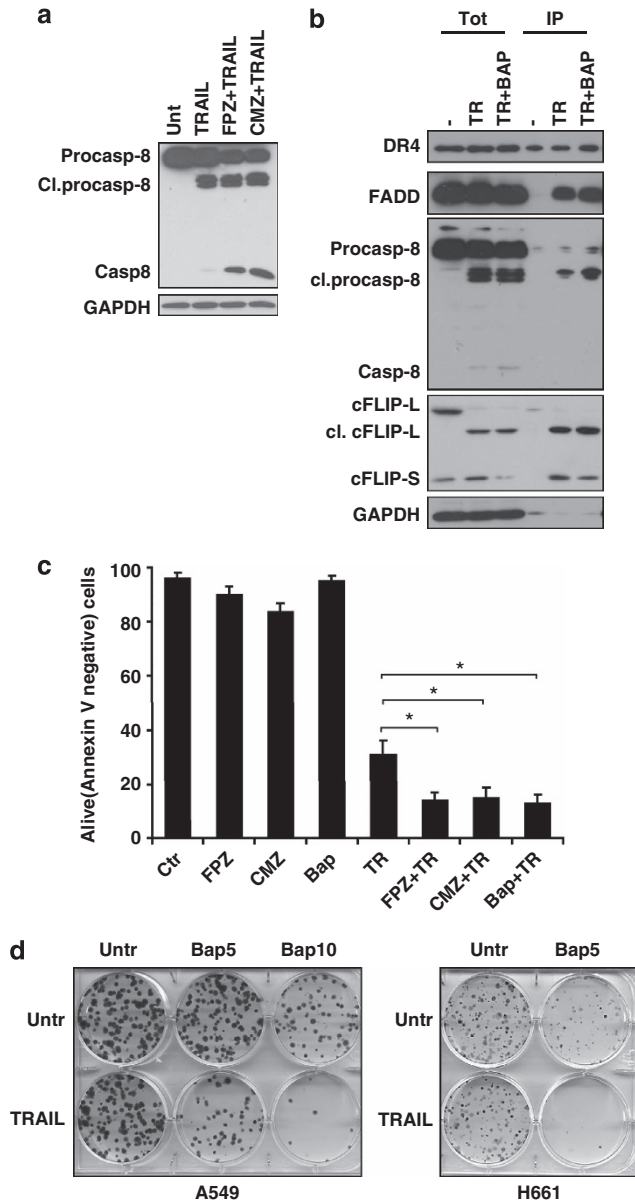 a
Unt
TRAIL
FPZ+TRAIL
CMZ+TRAIL
Procasp-8
Cl.procasp-8
Casp8
GAPDH
b
Tot
IP
-
TR
TR+BAP
-
TR
TR+BAP
DR4
FADD
Procasp-8
cl.procasp-8
Casp-8
cFLIP-L
cl. cFLIP-L
cFLIP-S
GAPDH
c
Alive(Annexin V negative) cells
100
80
60
40
20
0
*
*
*
Ctr
FPZ
CMZ
Bap
TR
FPZ+TR
CMZ+TR
Bap+TR
d
Untr
Bap5
Bap10
Untr
TRAIL
A549
Untr
Bap5
Untr
TRAIL
H661